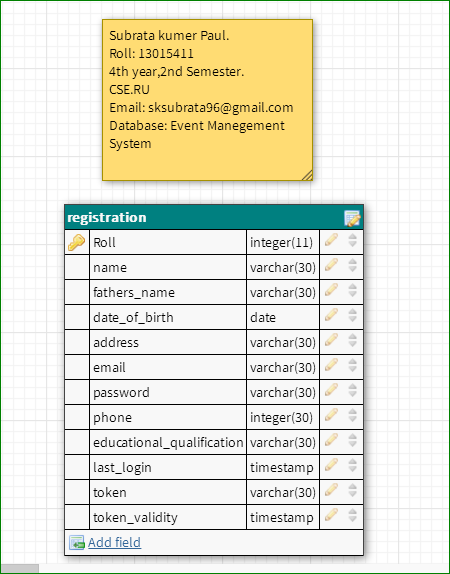 Subrata kumer Paul.
Roll: 13015411
4th year,2nd Semester.
CSE.RU
Email: sksubrata96@gmail.com
Database: Event Manegement
System
registration
Roll integer(11)
name varchar(30)
fathers_name varchar(30)
date_of_birth date
address varchar(30)
email varchar(30)
password varchar(30)
phone integer(30)
educational_qualification varchar(30)
last_login timestamp
token varchar(30)
token_validity timestamp
Add field